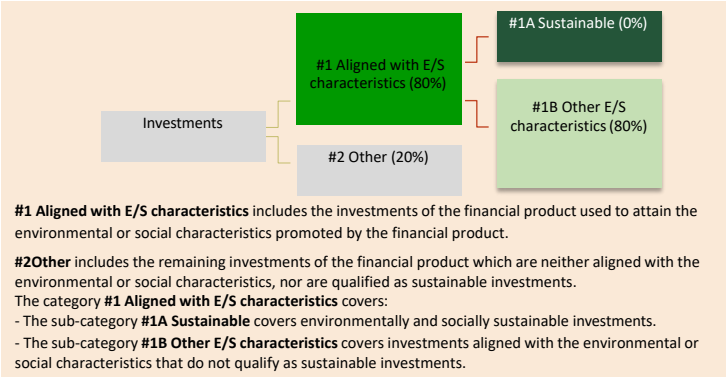 #1A Sustainable (0%)
#1 Aligned with E/S
characteristics (80%)
#1B Other E/S
characteristics (80%)
Investments
#2 Other (20%)
#1 Aligned with E/S characteristics includes the investments of the financial product used to attain the
environmental or social characteristics promoted by the financial product.
#2Other includes the remaining investments of the financial product which are neither aligned with the
environmental or social characteristics, nor are qualified as sustainable investments.
The category #1 Aligned with E/S characteristics covers:
- The sub-category #1A Sustainable covers environmentally and socially sustainable investments.
- The sub-category #1B Other E/S characteristics covers investments aligned with the environmental or
social characteristics that do not qualify as sustainable investments.